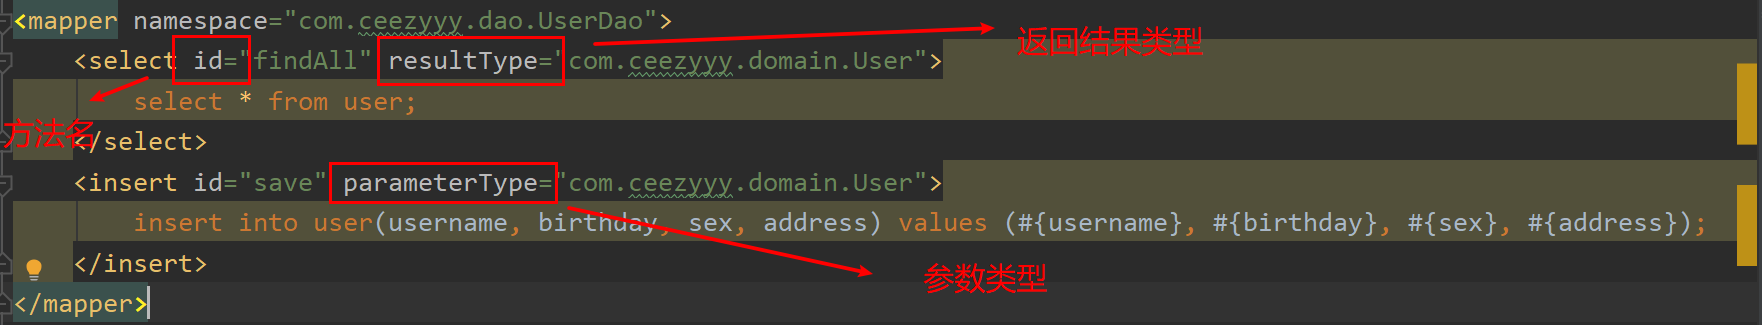 <mapper namespace="com.ceezyyy.dao.UserDao">
<select id="findAll" resultType="com.ceezyyy.domain.User">
返回结果类型
select * from user;
方法名
</select>
<insert id="save" parameterType="com.ceezyyy.domain.User">
insert into user(username, birthday, sex, address) values (#{username}, #{birthday}, #{sex}, #{address});
</insert>
参数类型
</mapper>